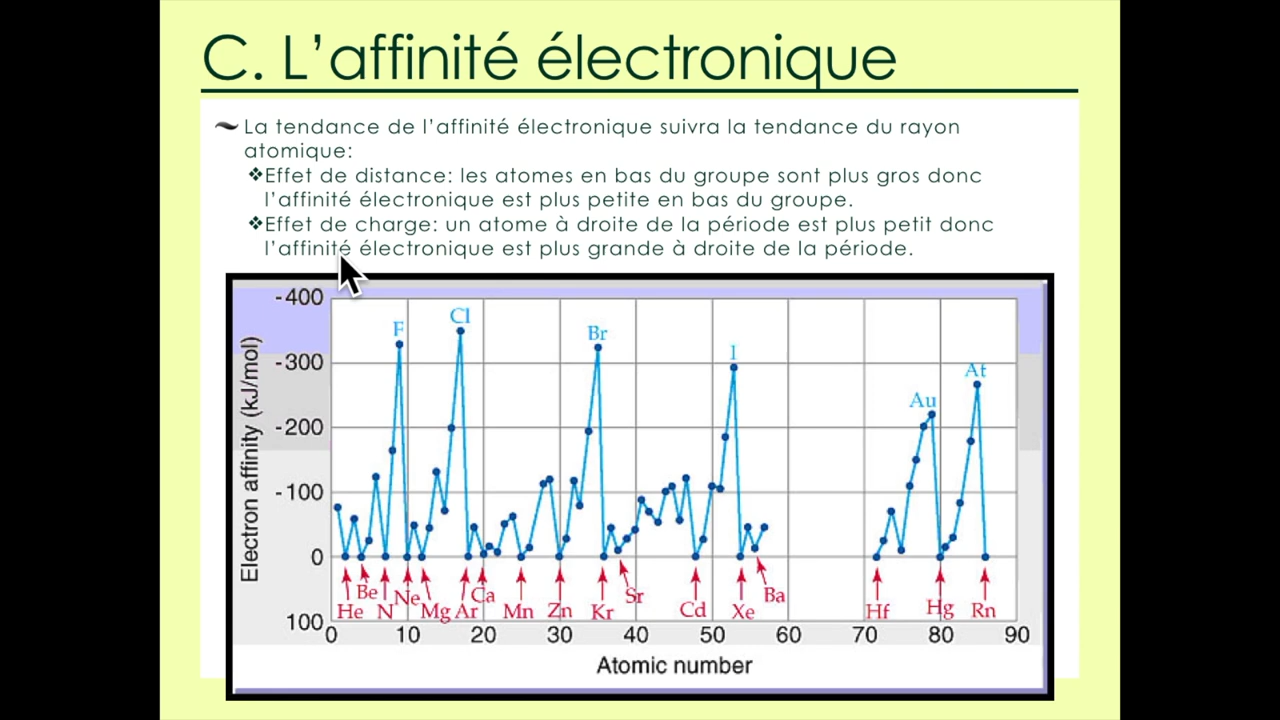 C. L'affinité électronique
La tendance de l'affinité électronique suivra la tendance du rayon
atomique:
❖Effet de distance: les atomes en bas du groupe sont plus gros donc
l'affinité électronique est plus petite en bas du groupe.
❖Effet de charge: un atome à droite de la période est plus petit donc
l'affinité électronique est plus grande à droite de la période.
Electron affinity (kJ/mol)
-400
-300
-200
-100
0
100
F
Cl
Br
I
Au
At
He
Be
N
Ne
Mg
Ar
Ca
Mn
Zn
Kr
Sr
Cd
Xe
Ba
Hf
Hg
Rn
0 10 20 30 40 50 60 70 80 90
Atomic number